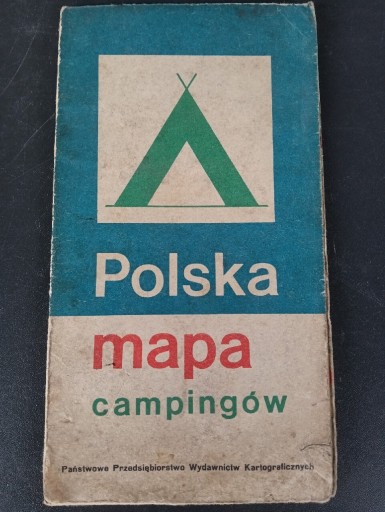 Polska
mapa
campingów
Państwowe Przedsiębiorstwo Wydawnictw Kartograficznych